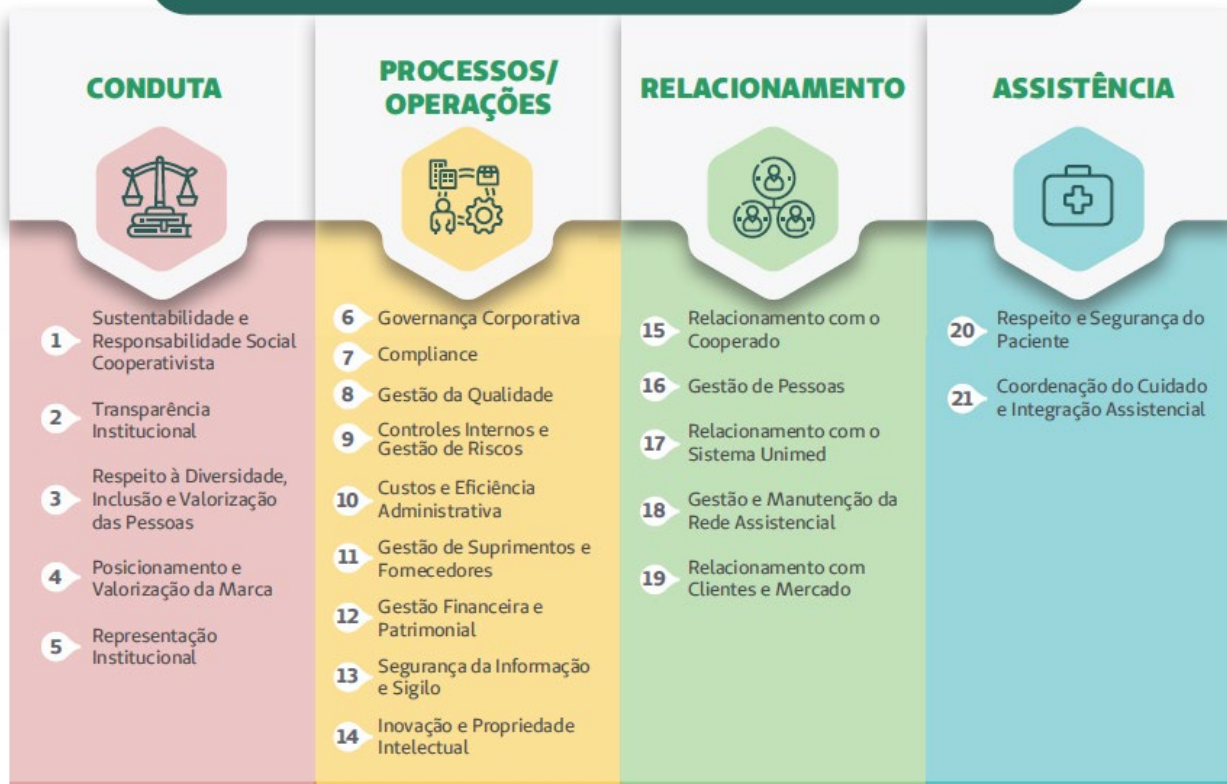 CONDUTA
1
Sustentabilidade e
Responsabilidade Social
Cooperativista
2
Transparência
Institucional
3
Respeito à Diversidade,
Inclusão e Valorização
das Pessoas
4
Posicionamento e
Valorização da Marca
5
Representação
Institucional
PROCESSOS/
OPERAÇÕES
6 Governança Corporativa
7 Compliance
8 Gestão da Qualidade
9
Controles Internos e
Gestão de Riscos
10
Custos e Eficiência
Administrativa
11
Gestão de Suprimentos e
Fornecedores
12
Gestão Financeira e
Patrimonial
13
Segurança da Informação
e Sigilo
14
Inovação e Propriedade
Intelectual
RELACIONAMENTO
15
Relacionamento com o
Cooperado
16 Gestão de Pessoas
17
Relacionamento com o
Sistema Unimed
18
Gestão e Manutenção da
Rede Assistencial
19
Relacionamento com
Clientes e Mercado
ASSISTÊNCIA
20
Respeito e Segurança do
Paciente
21
Coordenação do Cuidado
e Integração Assistencial